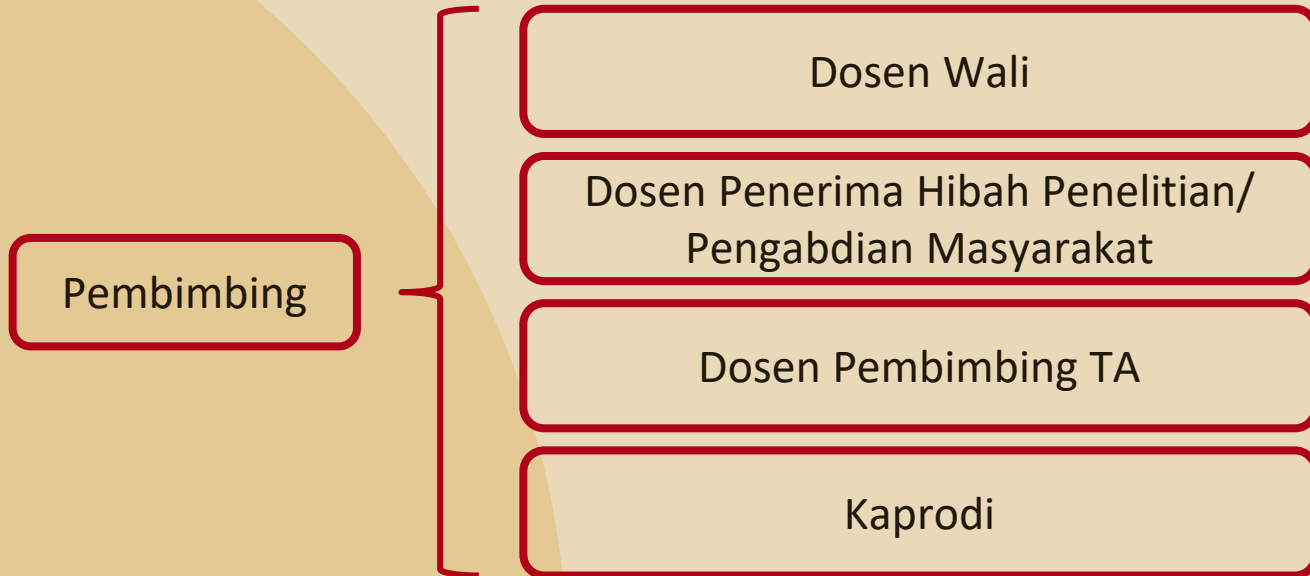 Pembimbing
Dosen Wali
Dosen Penerima Hibah Penelitian/
Pengabdian Masyarakat
Dosen Pembimbing TA
Kaprodi